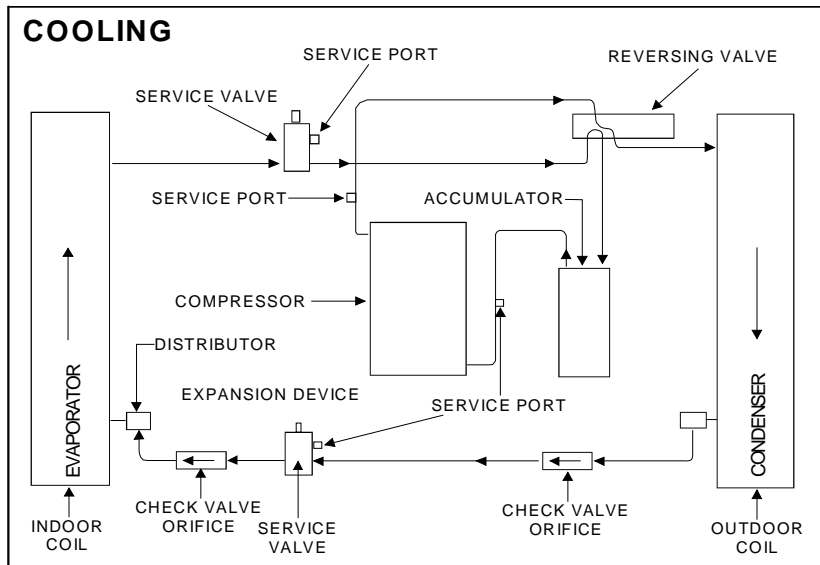 COOLING
SERVICE PORT
REVERSING VALVE
SERVICE VALVE
SERVICE PORT
ACCUMULATOR
COMPRESSOR
DISTRIBUTOR
EXPANSION DEVICE
SERVICE PORT
EVAPORATOR
CONDENSER
INDOOR
COIL
CHECK VALVE
ORIFICE
SERVICE
VALVE
CHECK VALVE
ORIFICE
OUTDOOR
COIL